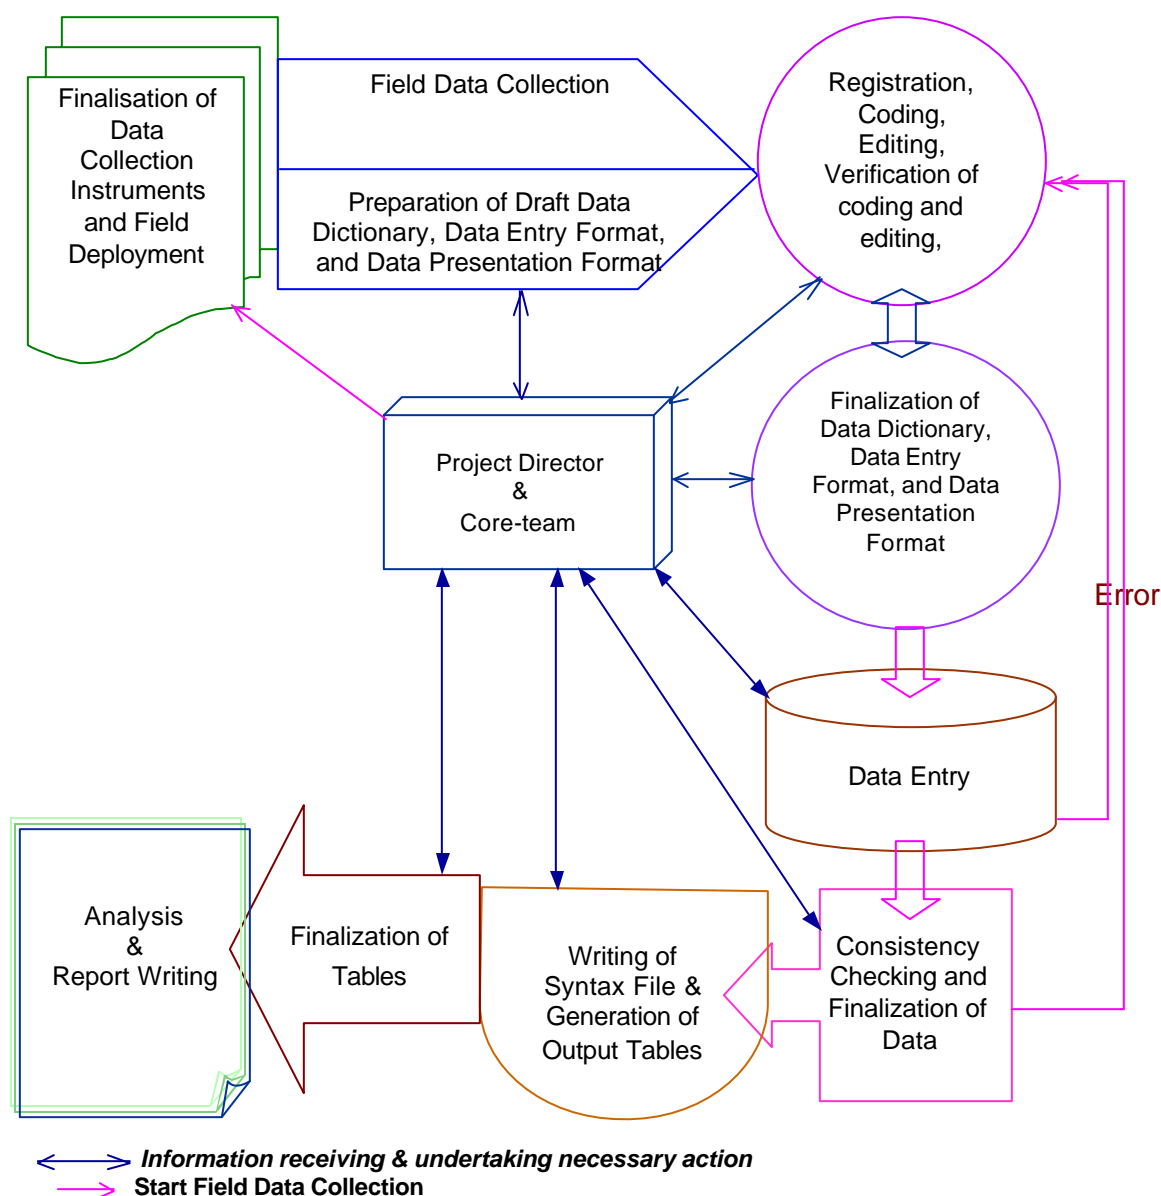 Finalisation of
Data
Collection
Instruments
and Field
Deployment
Field Data Collection
Preparation of Draft Data
Dictionary, Data Entry Format,
and Data Presentation Format
Registration,
Coding,
Editing,
Verification of
coding and
editing,
Project Director
&
Core-team
Finalization of
Data Dictionary,
Data Entry
Format, and Data
Presentation
Format
Error
Data Entry
Analysis
&
Report Writing
Finalization of
Tables
Writing of
Syntax File &
Generation of
Output Tables
Consistency
Checking and
Finalization of
Data
Information receiving & undertaking necessary action
Start Field Data Collection